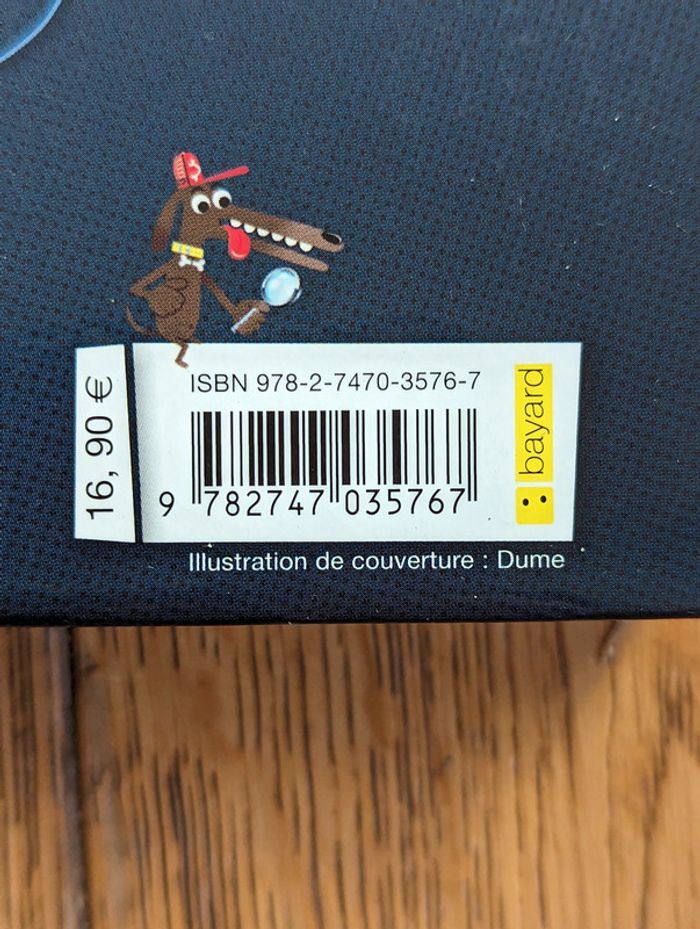 16, 90 €
ISBN 978-2-7470-3576-7
bayard
9 782747 035767
Illustration de couverture : Dume